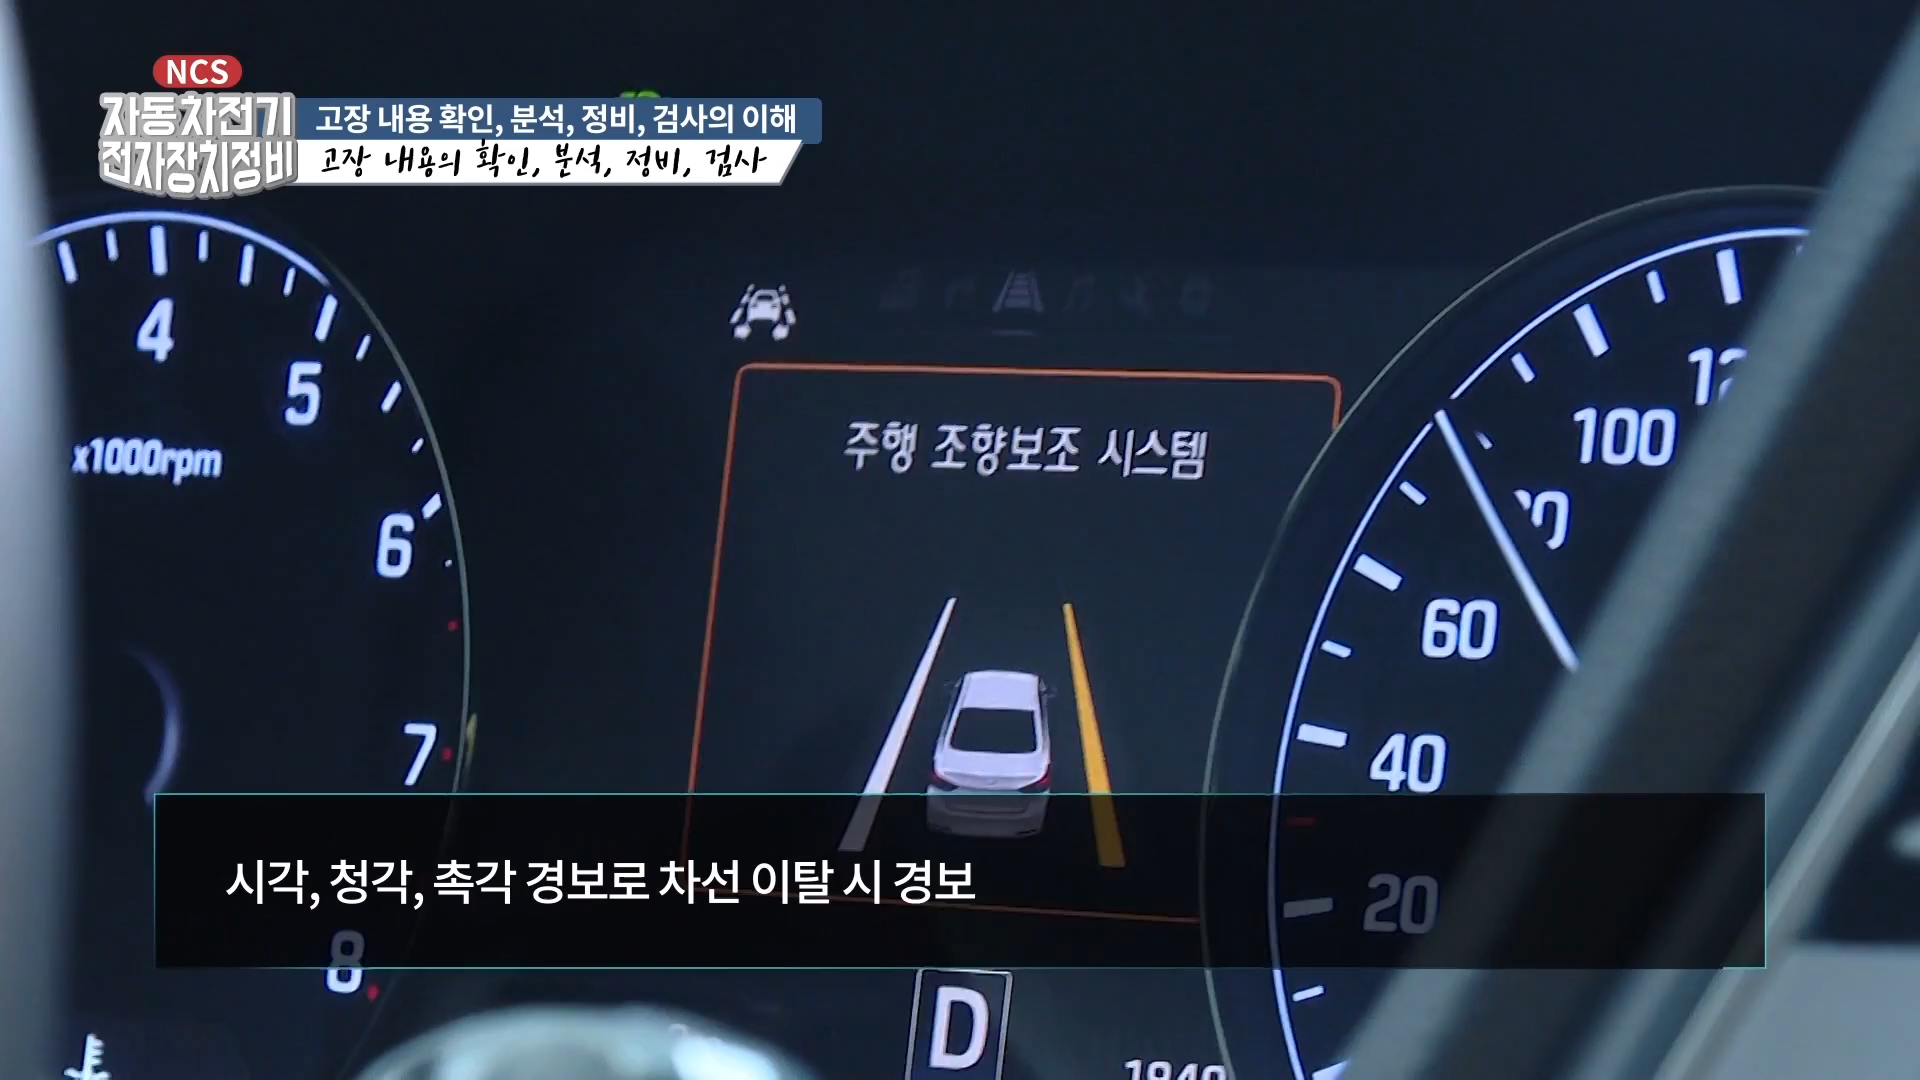 NCS
자동차전기
전자장치정비
고장 내용 확인, 분석, 정비, 검사의 이해
고장 내용의 확인, 분석, 정비, 검사
4
5
x1000rpm
6
7
8
주행 조향보조 시스템
100
60
40
20
시각, 청각, 촉각 경보로 차선 이탈 시 경보
D